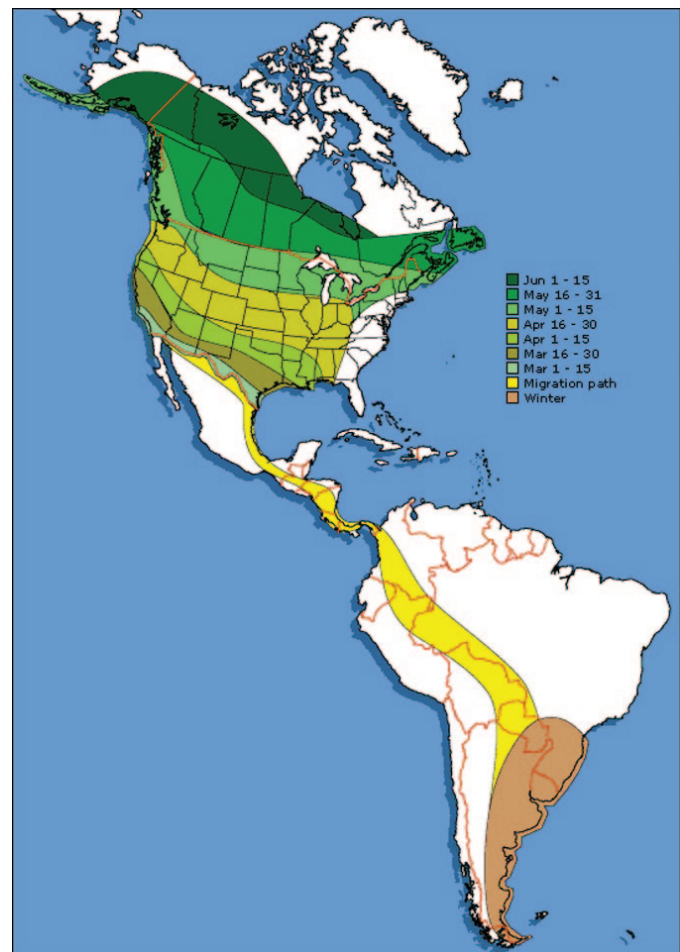 Jun 1 - 15
May 16 - 31
May 1 - 15
Apr 16 - 30
Apr 1 - 15
Mar 16 - 30
Mar 1 - 15
Migration path
Winter